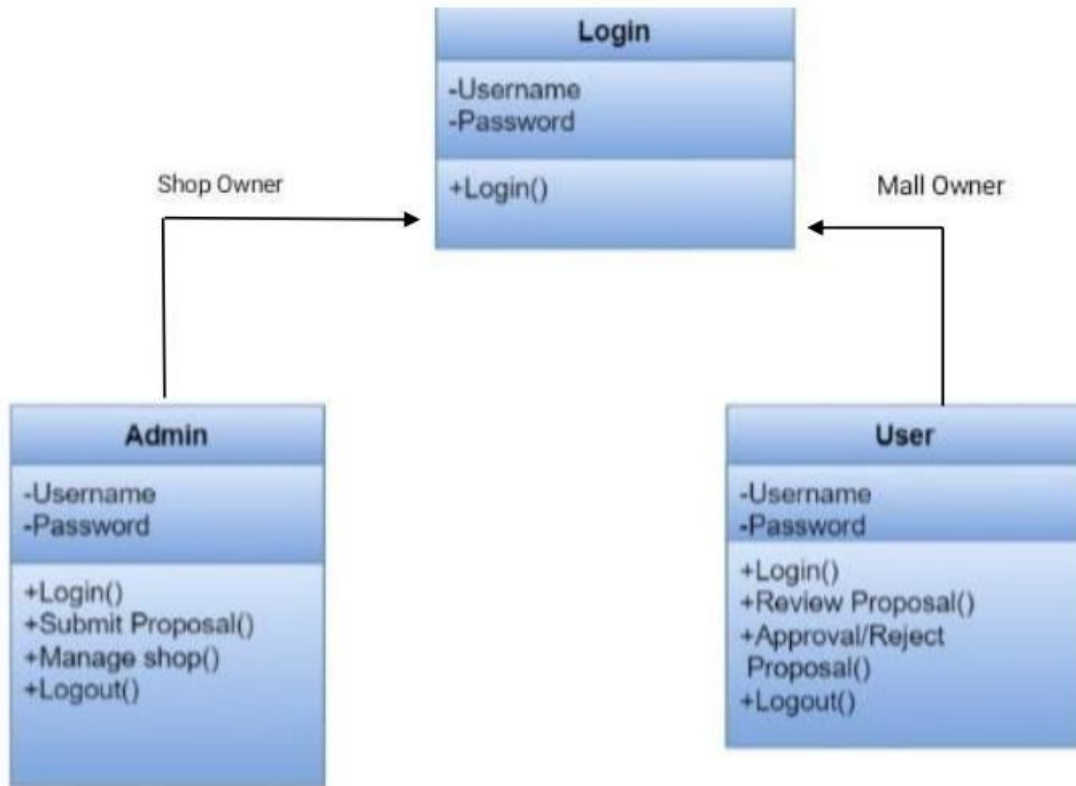 Login
-Username
-Password
+Login()
Shop Owner
Mall Owner
Admin
-Username
-Password
+Login()
+Submit Proposal()
+Manage shop()
+Logout()
User
-Username
-Password
+Login()
+Review Proposal()
+Approval/Reject
Proposal()
+Logout()